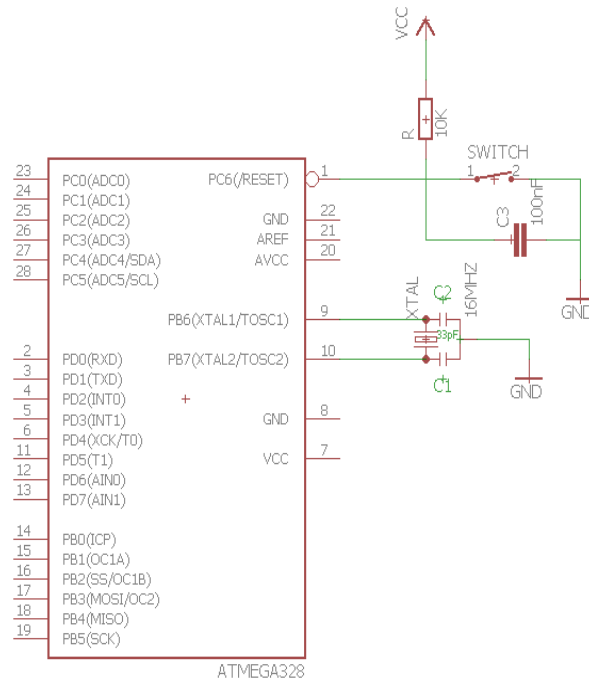 VCC
R
10K
SWITCH
1
2
C3
100nF
GND
23 PC0(ADC0)
24 PC1(ADC1)
25 PC2(ADC2)
26 PC3(ADC3)
27 PC4(ADC4/SDA)
28 PC5(ADC5/SCL)
PC6(/RESET) 1
GND 22
AREF 21
AVCC 20
PB6(XTAL1/TOSC1) 9
PB7(XTAL2/TOSC2) 10
GND 8
VCC 7
XTAL
C2
16MHZ
33pF
C1
GND
2 PD0(RXD)
3 PD1(TXD)
4 PD2(INT0)
5 PD3(INT1)
6 PD4(XCK/T0)
11 PD5(T1)
12 PD6(AIN0)
13 PD7(AIN1)
14 PB0(ICP)
15 PB1(OC1A)
16 PB2(SS/OC1B)
17 PB3(MOSI/OC2)
18 PB4(MISO)
19 PB5(SCK)
ATMEGA328